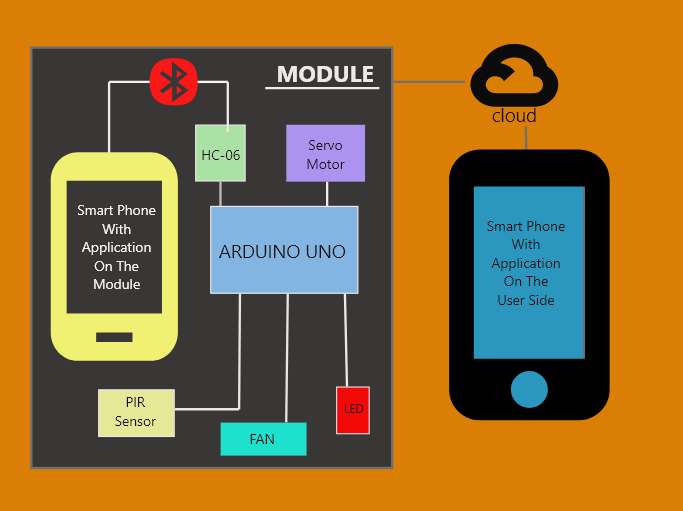 MODULE
cloud
HC-06
Servo
Motor
Smart Phone
With
Application
On The
Module
ARDUINO UNO
Smart Phone
With
Application
On The
User Side
PIR
Sensor
LED
FAN